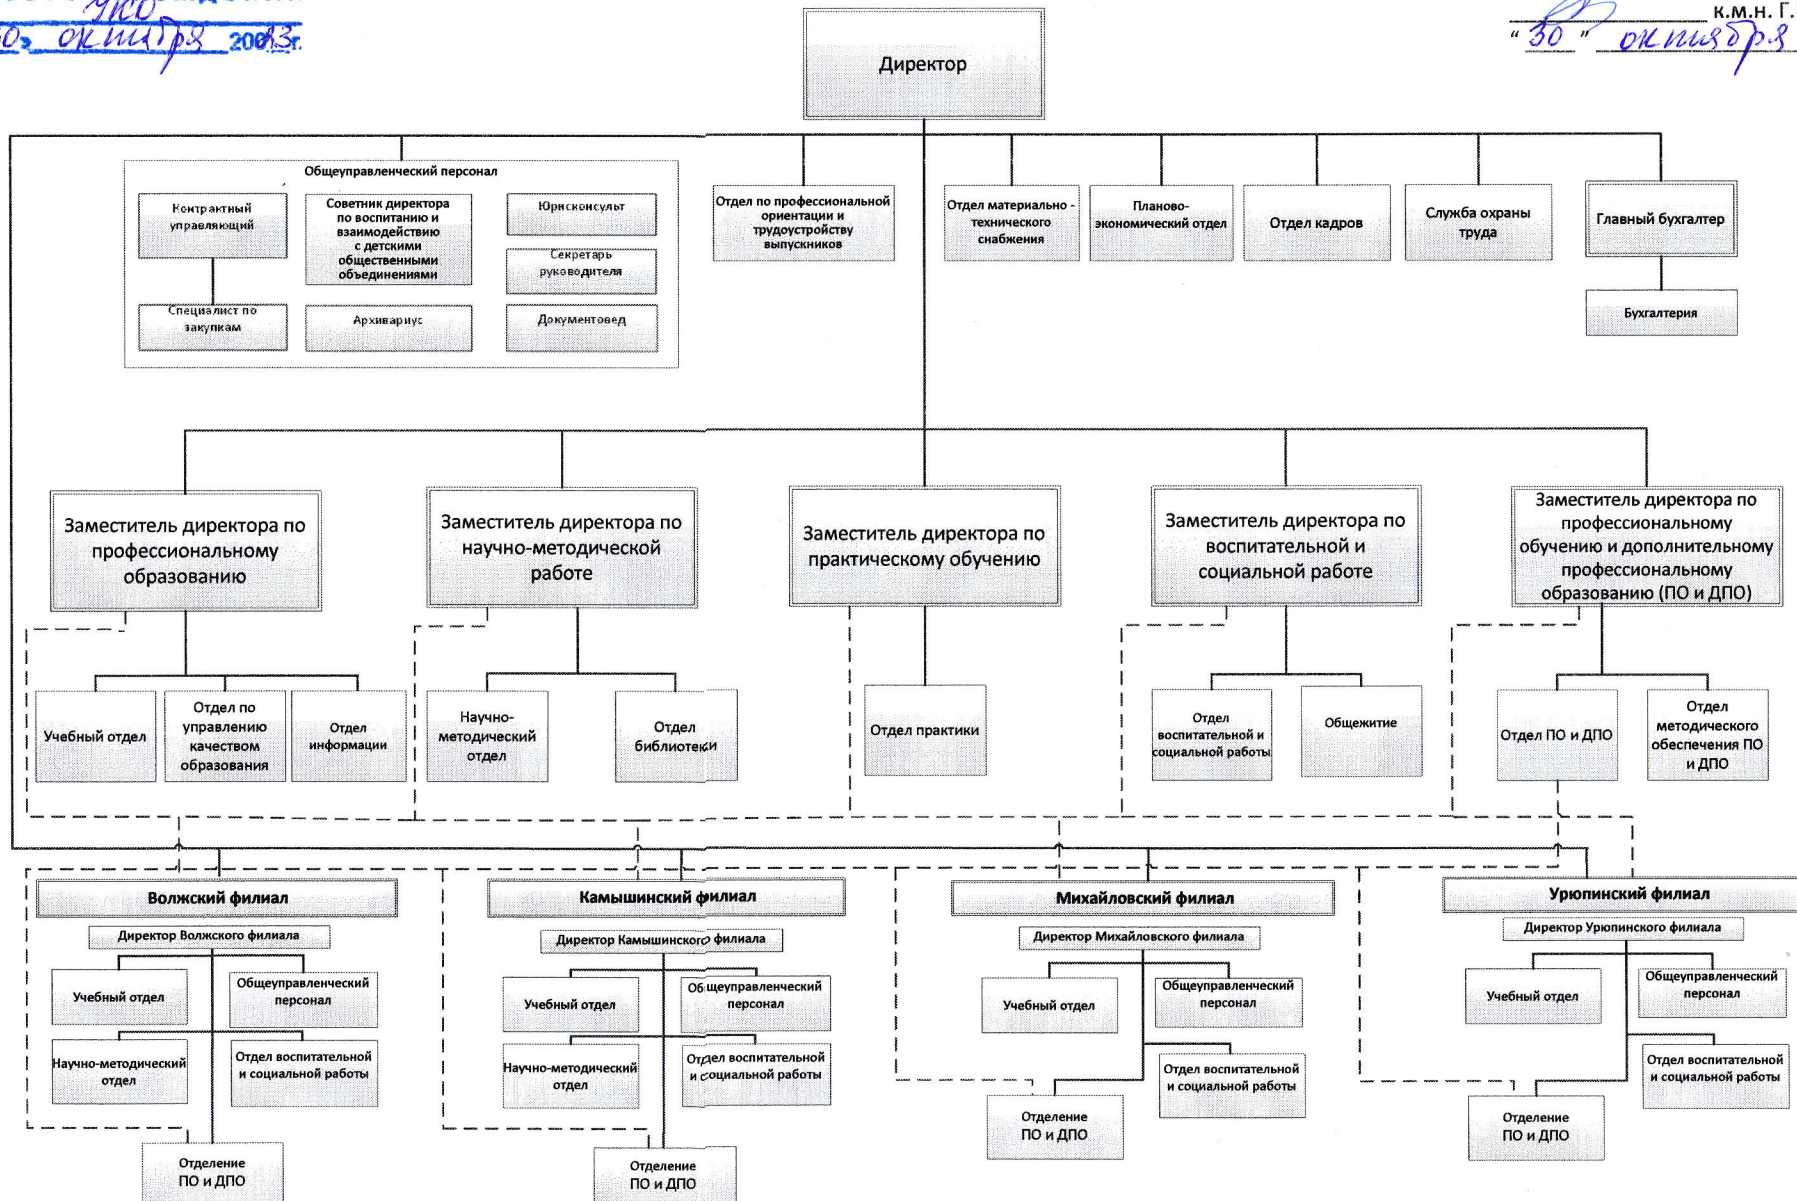 УКО
октября
к.м.н. Г.
" 30 " октября
Директор
Общеуправленческий персонал
Контрактный
управляющий
Советник директора
по воспитанию и
взаимодействию
с детскими
общественными
объединениями
Юрисконсульт
Секретарь
руководителя
Специалист по
закупкам
Архивариус
Документовед
Отдел по профессиональной
ориентации и
трудоустройству
выпускников
Отдел материально -
технического
снабжения
Планово-
экономический отдел
Отдел кадров
Служба охраны
труда
Главный бухгалтер
Бухгалтерия
Заместитель директора по
профессиональному
образованию
Заместитель директора по
научно-методической
работе
Заместитель директора по
практическому обучению
Заместитель директора по
воспитательной и
социальной работе
Заместитель директора по
профессиональному
обучению и дополнительному
профессиональному
образованию (ПО и ДПО)
Учебный отдел
Отдел по
управлению
качеством
образования
Отдел
информации
Научно-
методический
отдел
Отдел
библиотеки
Отдел практики
Отдел
воспитательной и
социальной работы
Общежитие
Отдел ПО и ДПО
Отдел
методического
обеспечения ПО
и ДПО
Волжский филиал
Директор Волжского филиала
Учебный отдел
Общеуправленческий
персонал
Научно-методический
отдел
Отдел воспитательной
и социальной работы
Отделение
ПО и ДПО
Камышинский филиал
Директор Камышинского филиала
Учебный отдел
Общеуправленческий
персонал
Научно-методический
отдел
Отдел воспитательной
и социальной работы
Отделение
ПО и ДПО
Михайловский филиал
Директор Михайловского филиала
Учебный отдел
Общеуправленческий
персонал
Отдел воспитательной
и социальной работы
Отделение
ПО и ДПО
Урюпинский филиал
Директор Урюпинского филиала
Учебный отдел
Общеуправленческий
персонал
Отдел воспитательной
и социальной работы
Отделение
ПО и ДПО